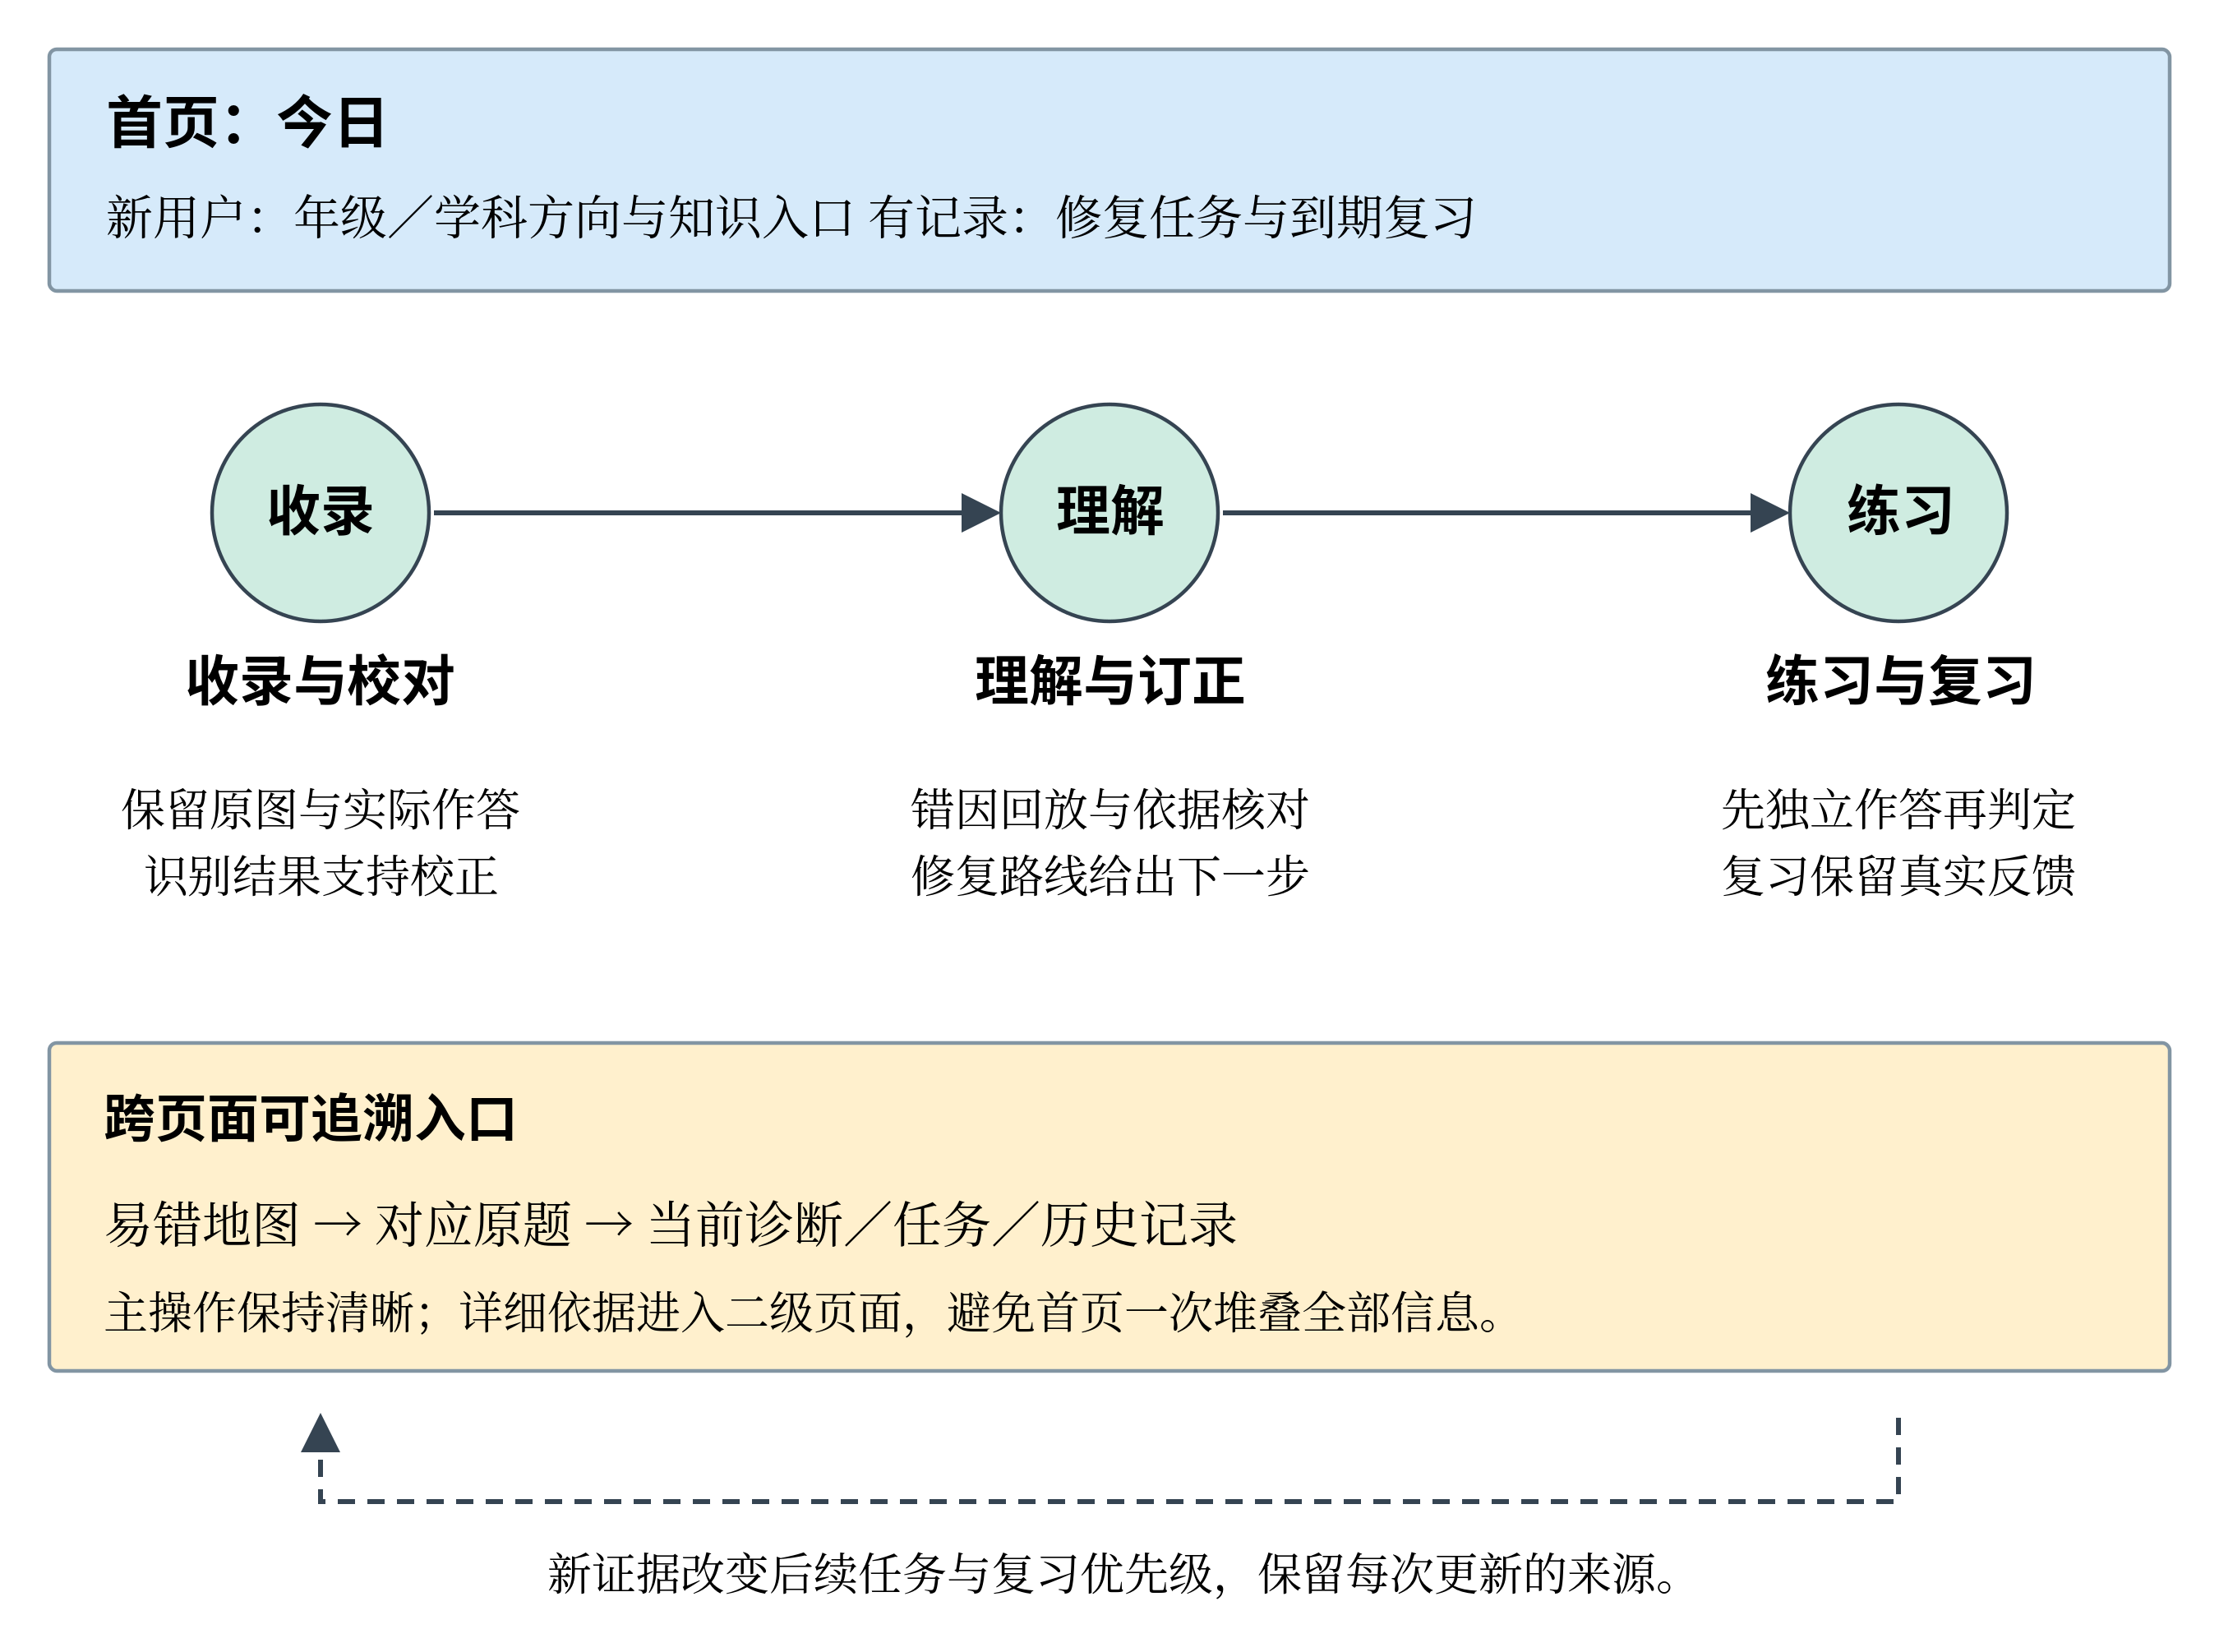 首页：今日
新用户：年级／学科方向与知识入口 有记录：修复任务与到期复习
收录
理解
练习
收录与校对
理解与订正
练习与复习
保留原图与实际作答
识别结果支持校正
错因回放与依据核对
修复路线给出下一步
先独立作答再判定
复习保留真实反馈
跨页面可追溯入口
易错地图 → 对应原题 → 当前诊断／任务／历史记录
主操作保持清晰；详细依据进入二级页面，避免首页一次堆叠全部信息。
新证据改变后续任务与复习优先级，保留每次更新的来源。